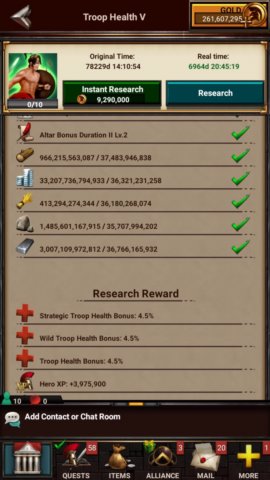 Troop Health V
GOLD
261,607,295
Original Time:
78229d 14:10:54
Real time:
6964d 20:45:19
0/10
Instant Research
9,290,000
Research
Altar Bonus Duration II Lv.2
966,215,563,087 / 37,483,946,838
33,207,736,794,933 / 36,321,231,258
413,294,274,344 / 36,180,268,074
1,485,601,167,915 / 35,707,994,202
3,007,109,972,812 / 36,766,165,932
Research Reward
Strategic Troop Health Bonus: 4.5%
Wild Troop Health Bonus: 4.5%
Troop Health Bonus: 4.5%
Hero XP: +3,975,900
10
0
Add Contact or Chat Room
58
3
20
1
QUESTS
ITEMS
ALLIANCE
MAIL
MORE